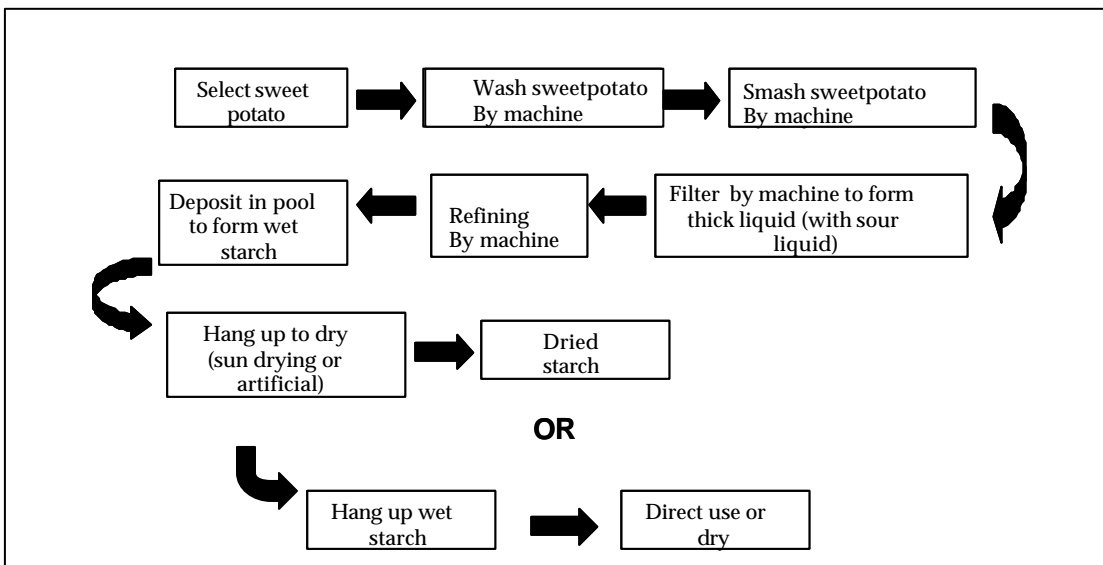 Select sweet
potato
Wash sweetpotato
By machine
Smash sweetpotato
By machine
Filter by machine to form
thick liquid (with sour
liquid)
Refining
By machine
Deposit in pool
to form wet
starch
Hang up to dry
(sun drying or
artificial)
Dried
starch
OR
Hang up wet
starch
Direct use or
dry